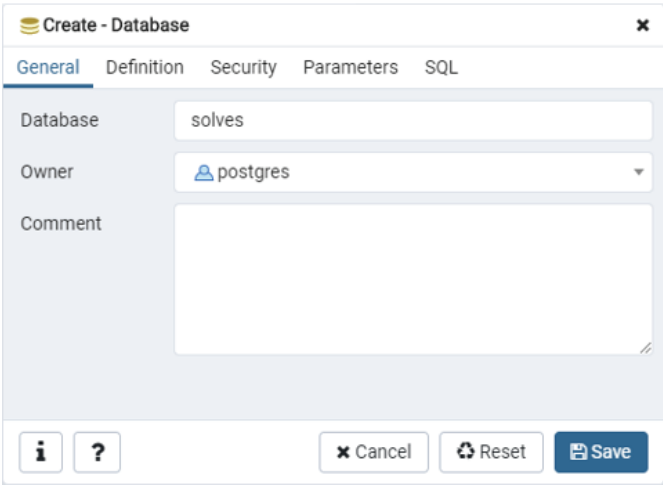 Create - Database
General Definition Security Parameters SQL
Database solves
Owner postgres
Comment
i ? Cancel Reset Save